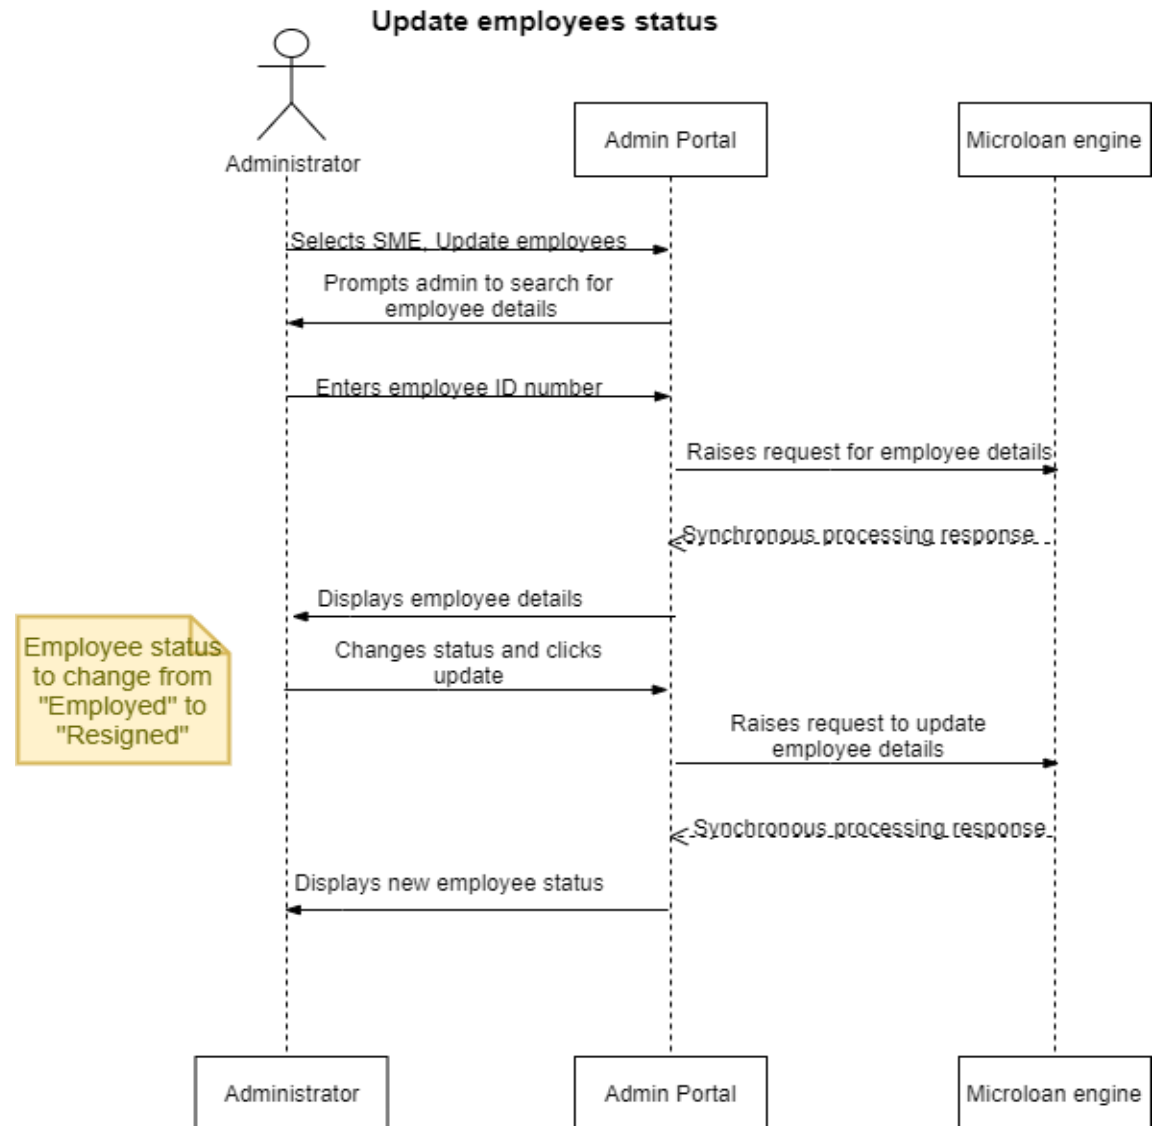 Update employees status
Administrator
Admin Portal
Microloan engine
Selects SME, Update employees
Prompts admin to search for
employee details
Enters employee ID number
Raises request for employee details
Synchronous processing response
Displays employee details
Employee status
to change from
"Employed" to
"Resigned"
Changes status and clicks
update
Raises request to update
employee details
Synchronous processing response
Displays new employee status
Administrator
Admin Portal
Microloan engine